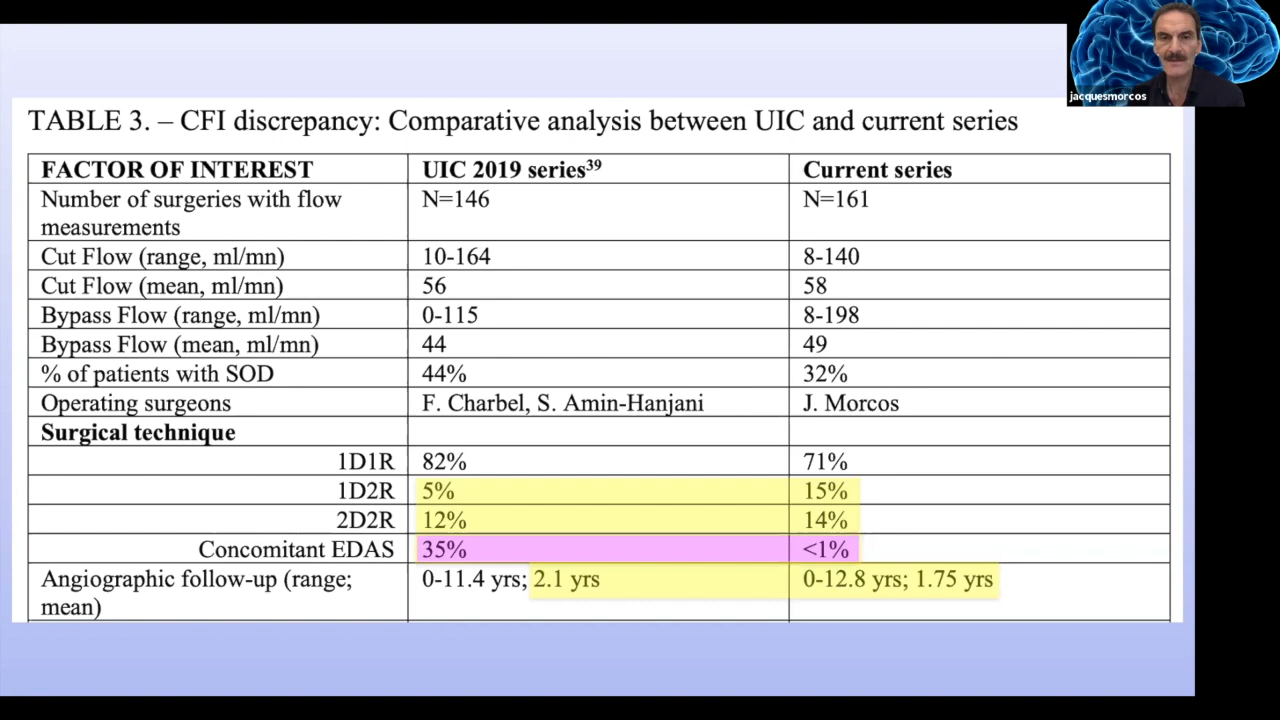 jacquesmorcos
TABLE 3. – CFI discrepancy: Comparative analysis between UIC and current series
FACTOR OF INTEREST UIC 2019 series39 Current series
Number of surgeries with flow measurements N=146 N=161
Cut Flow (range, ml/mn) 10-164 8-140
Cut Flow (mean, ml/mn) 56 58
Bypass Flow (range, ml/mn) 0-115 8-198
Bypass Flow (mean, ml/mn) 44 49
% of patients with SOD 44% 32%
Operating surgeons F. Charbel, S. Amin-Hanjani J. Morcos
Surgical technique
1D1R 82% 71%
1D2R 5% 15%
2D2R 12% 14%
Concomitant EDAS 35% <1%
Angiographic follow-up (range; mean) 0-11.4 yrs; 2.1 yrs 0-12.8 yrs; 1.75 yrs